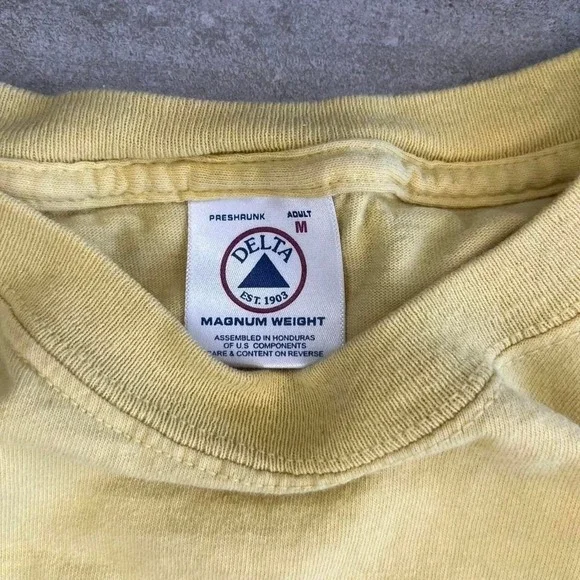 PRESHRUNK ADULT
M
DELTA
EST. 1903
MAGNUM WEIGHT
ASSEMBLED IN HONDURAS
OF U.S COMPONENTS
CARE & CONTENT ON REVERSE